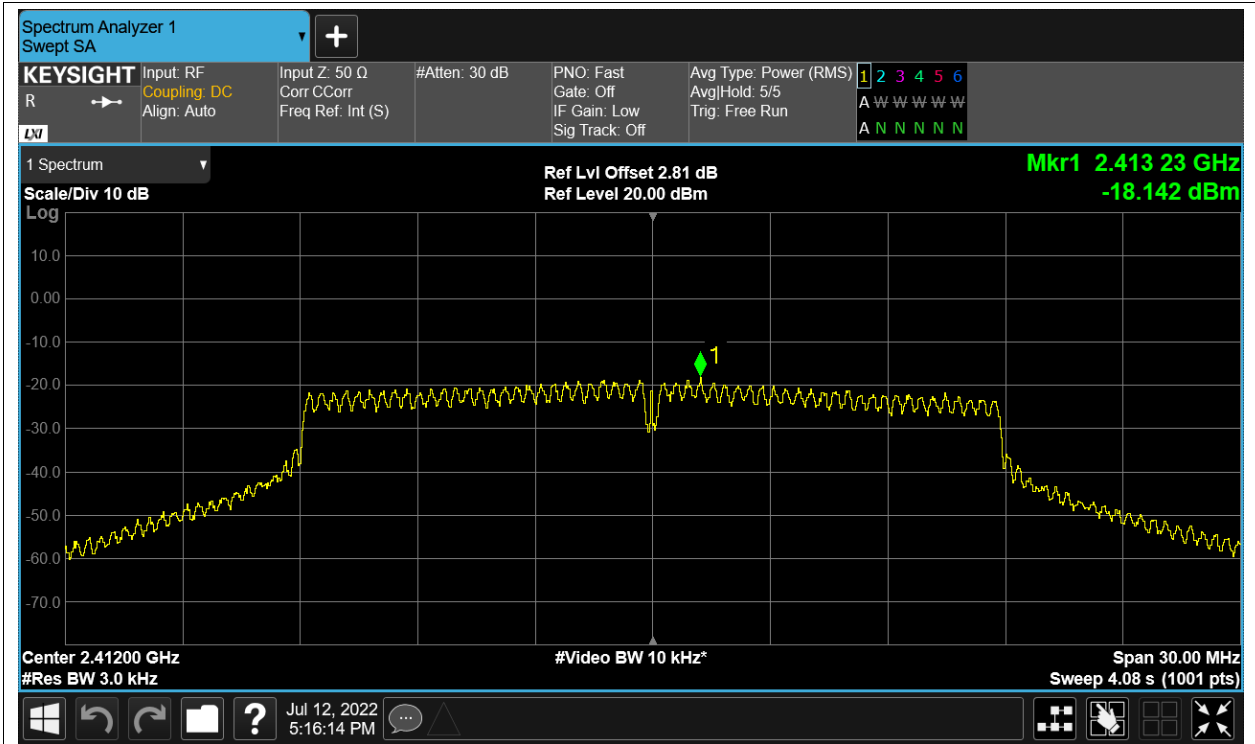 Spectrum Analyzer 1
Swept SA
KEYSIGHT
R
LXI
Input: RF
Coupling: DC
Align: Auto
Input Z: 50 Ω
Corr CCorr
Freq Ref: Int (S)
#Atten: 30 dB
PNO: Fast
Gate: Off
IF Gain: Low
Sig Track: Off
Avg Type: Power (RMS)
Avg|Hold: 5/5
Trig: Free Run
1 2 3 4 5 6
A W W W W W
A N N N N N
1 Spectrum
Scale/Div 10 dB
Log
Ref Lvl Offset 2.81 dB
Ref Level 20.00 dBm
Mkr1 2.413 23 GHz
-18.142 dBm
10.0
0.00
-10.0
1
-20.0
-30.0
-40.0
-50.0
-60.0
-70.0
Center 2.41200 GHz
#Video BW 10 kHz*
Span 30.00 MHz
#Res BW 3.0 kHz
Sweep 4.08 s (1001 pts)
?
Jul 12, 2022
5:16:14 PM